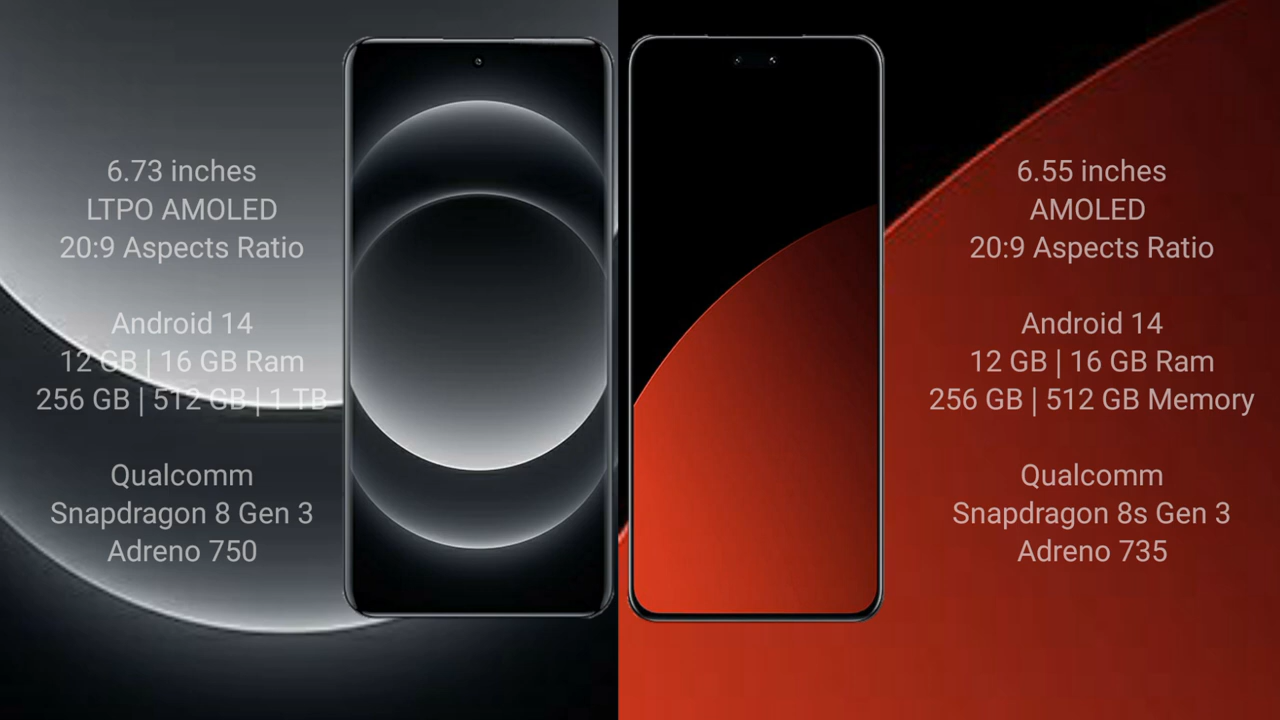 6.73 inches
LTPO AMOLED
20:9 Aspects Ratio
Android 14
12 GB | 16 GB Ram
256 GB | 512 GB | 1 TB
Qualcomm
Snapdragon 8 Gen 3
Adreno 750
6.55 inches
AMOLED
20:9 Aspects Ratio
Android 14
12 GB | 16 GB Ram
256 GB | 512 GB Memory
Qualcomm
Snapdragon 8s Gen 3
Adreno 735